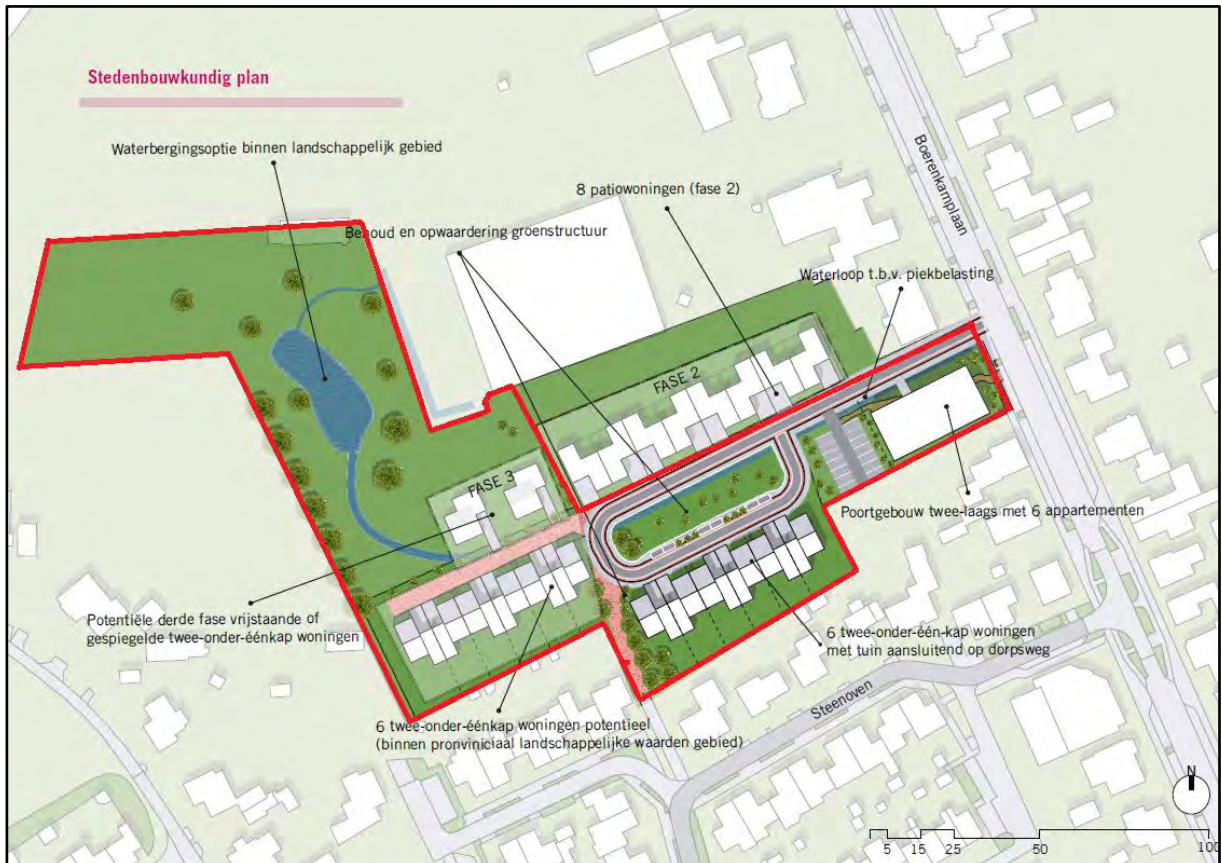 Stedenbouwkundig plan
Waterbergingsoptie binnen landschappelijk gebied
8 patiowoningen (fase 2)
Boerenkamplaan
Behoud en opwaardering groenstructuur
Waterloop t.b.v. piekbelasting
FASE 2
FASE 3
Poortgebouw twee-laags met 6 appartementen
Potentiële derde fase vrijstaande of
gespiegelde twee-onder-éénkap woningen
6 twee-onder-één-kap woningen
met tuin aansluitend op dorpsweg
Steenoven
6 twee-onder-éénkap woningen potentieel
(binnen pronviniciaal landschappelijke waarden gebied)
N
5 15 25 50 100